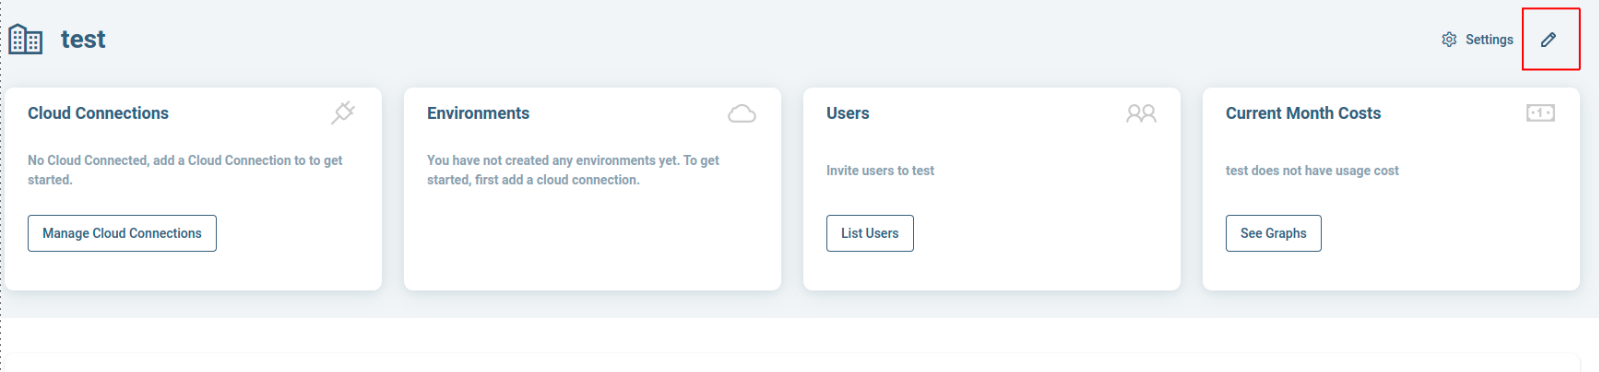 test
Settings
Cloud Connections
No Cloud Connected, add a Cloud Connection to to get
started.
Manage Cloud Connections
Environments
You have not created any environments yet. To get
started, first add a cloud connection.
Users
Invite users to test
List Users
Current Month Costs
1
test does not have usage cost
See Graphs